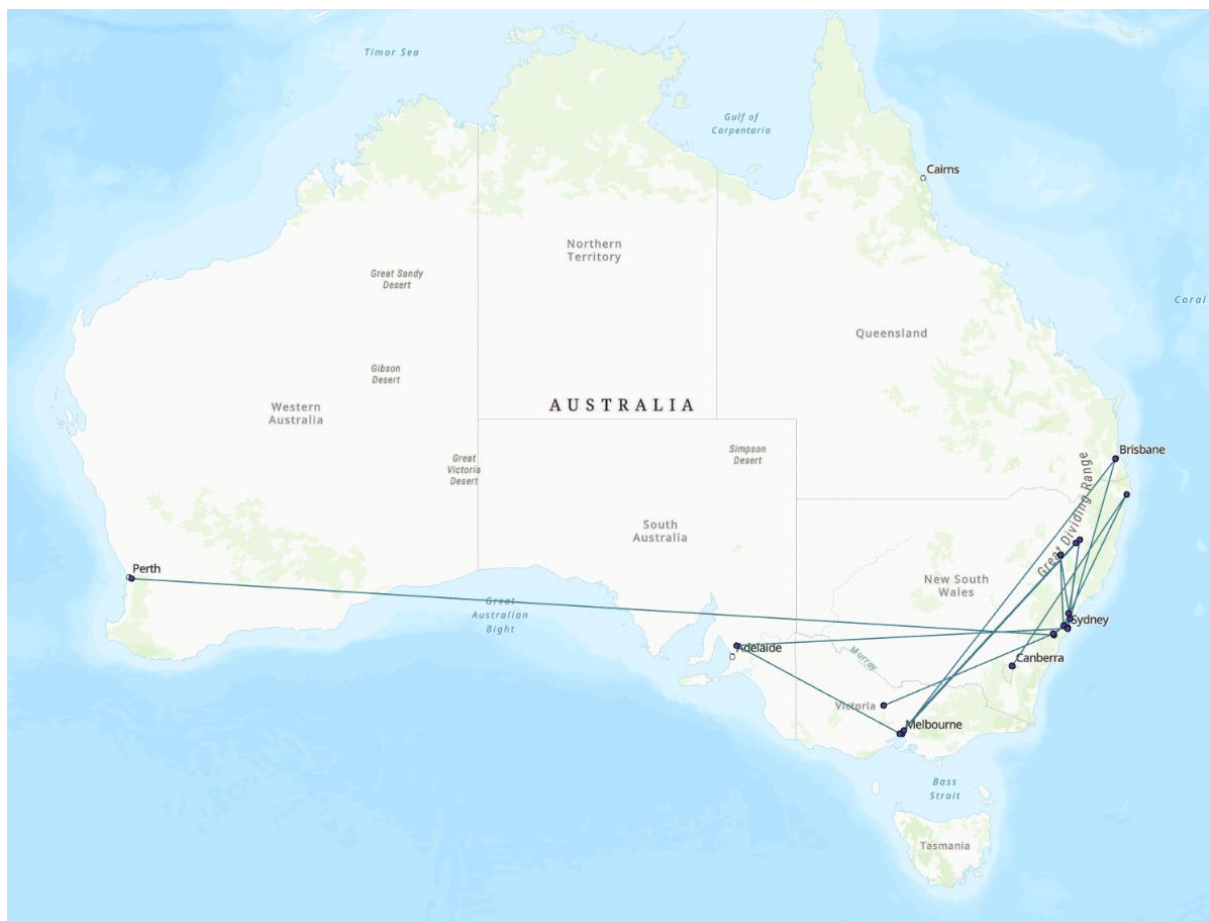 Timor Sea
Gulf of
Carpentaria
Cairns
Northern
Territory
Great Sandy
Desert
Coral
Queensland
Gibson
Desert
Western
Australia
AUSTRALIA
Great
Victoria
Desert
Simpson
Desert
Brisbane
Great Dividing Range
South
Australia
Perth
New South
Wales
Great
Australian
Bight
Sydney
Adelaide
Murray
Canberra
Victoria
Melbourne
Bass
Strait
Tasmania